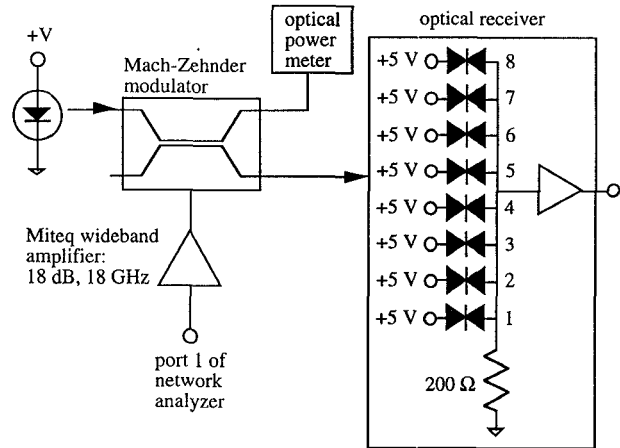 optical receiver
optical
power
meter
+V
Mach-Zehnder
modulator
+5 V 8
+5 V 7
+5 V 6
+5 V 5
+5 V 4
+5 V 3
+5 V 2
+5 V 1
Miteq wideband
amplifier:
18 dB, 18 GHz
port 1 of
network
analyzer
200 Ω